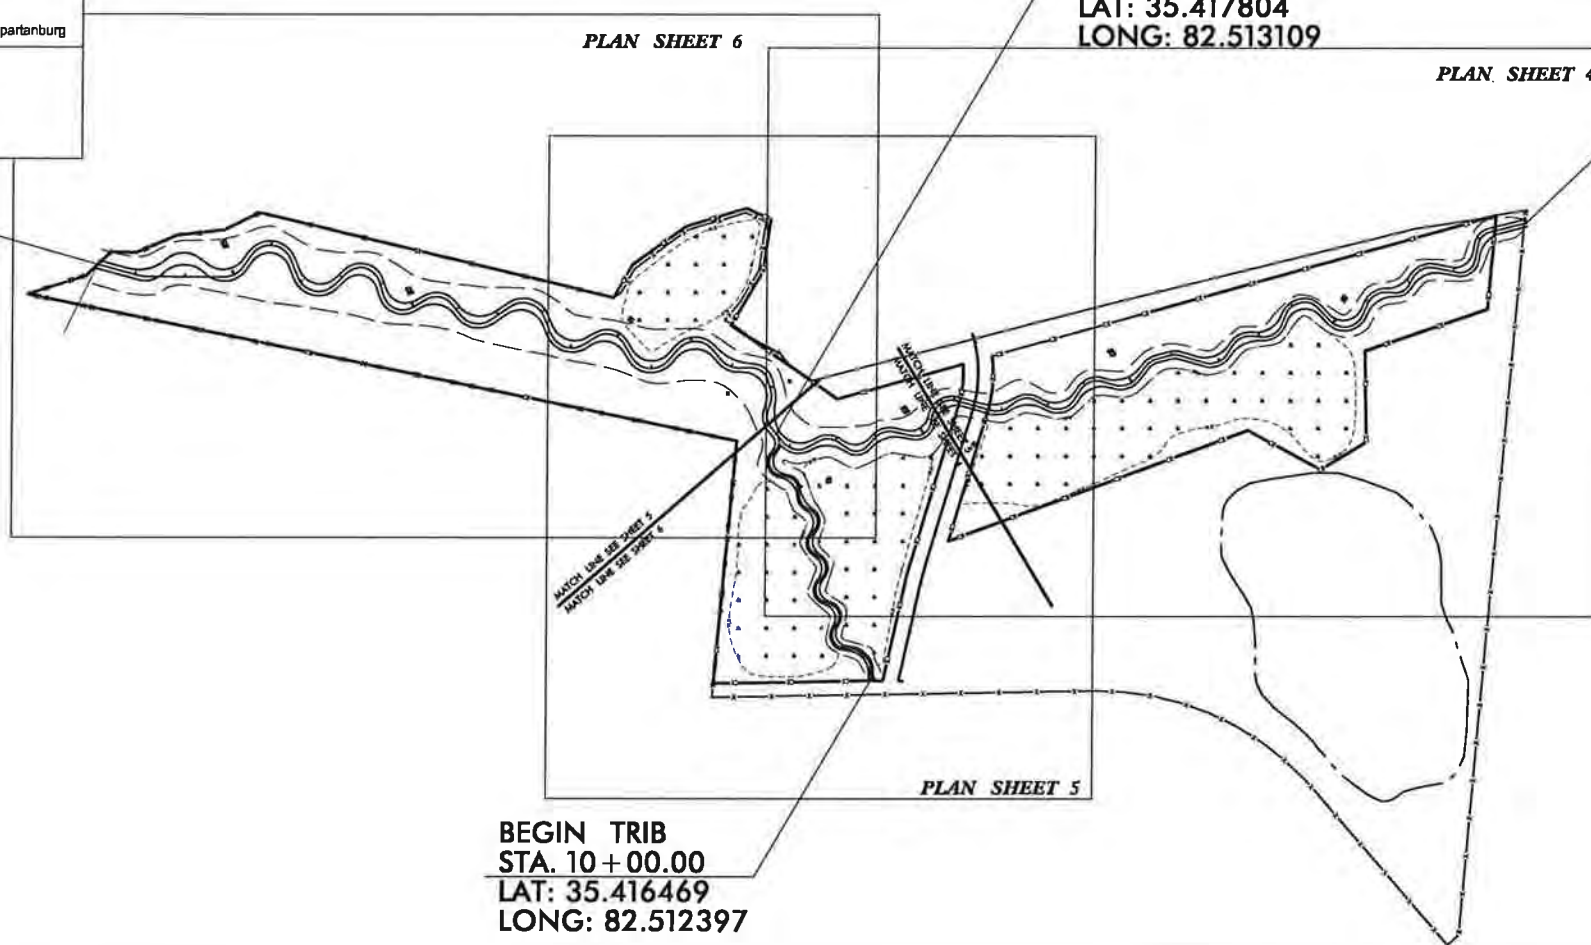 LAT: 35.417804
LONG: 82.513109
partanburg
PLAN SHEET 6
PLAN SHEET 4
MATCH LINE SEE SHEET 5
MATCH LINE SEE SHEET 6
PLAN SHEET 5
BEGIN TRIB
STA. 10+00.00
LAT: 35.416469
LONG: 82.512397